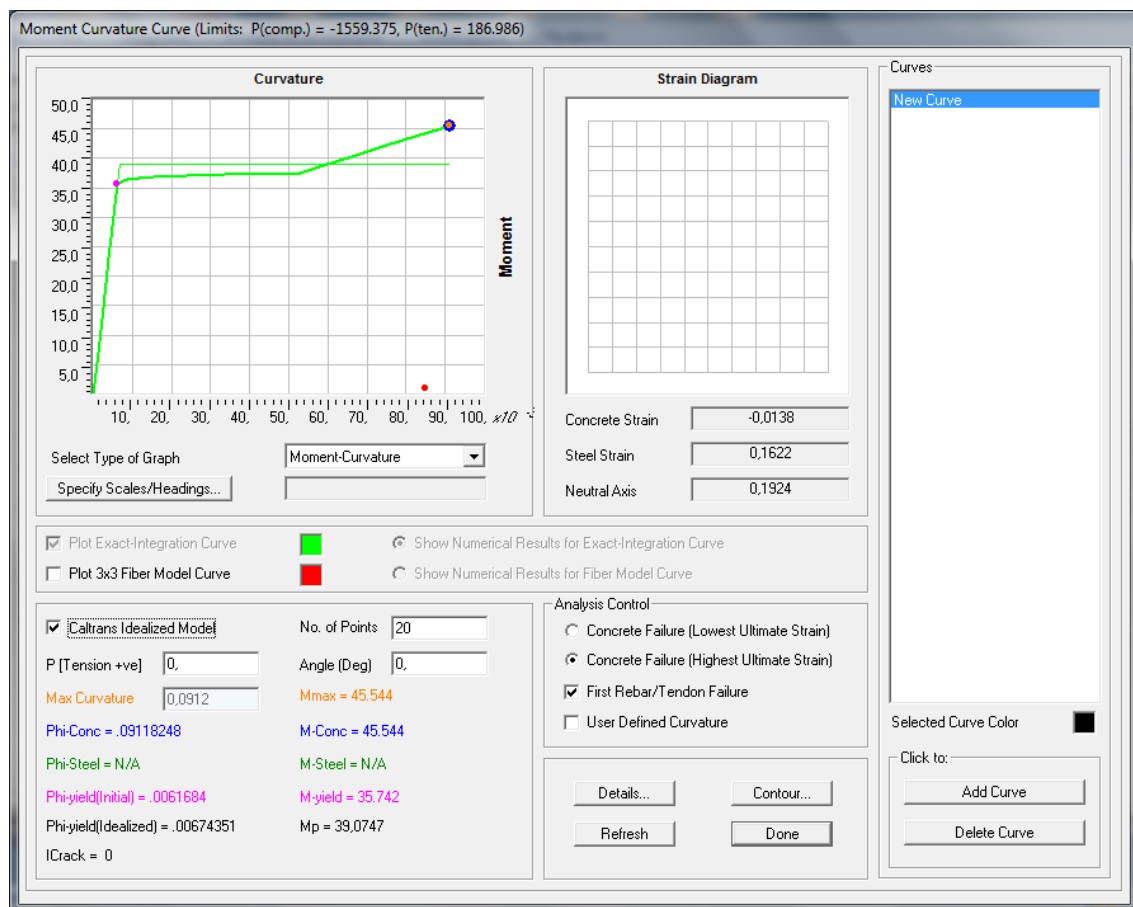 Moment Curvature Curve (Limits:  P(comp.) = -1559.375, P(ten.) = 186.986)
Curvature
50,0
45,0
40,0
35,0
30,0
25,0
20,0
15,0
10,0
5,0
10, 20, 30, 40, 50, 60, 70, 80, 90, 100, x10
Moment
Select Type of Graph Moment-Curvature
Specify Scales/Headings...
Strain Diagram
Concrete Strain -0,0138
Steel Strain 0,1622
Neutral Axis 0,1924
Curves
New Curve
Plot Exact-Integration Curve Show Numerical Results for Exact-Integration Curve
Plot 3x3 Fiber Model Curve Show Numerical Results for Fiber Model Curve
Caltrans Idealized Model No. of Points 20
P [Tension +ve] 0, Angle (Deg) 0,
Max Curvature 0,0912 Mmax = 45.544
Phi-Conc = .09118248 M-Conc = 45.544
Phi-Steel = N/A M-Steel = N/A
Phi-yield(Initial) = .0061684 M-yield = 35.742
Phi-yield(Idealized) = .00674351 Mp = 39,0747
ICrack = 0
Analysis Control
Concrete Failure (Lowest Ultimate Strain)
Concrete Failure (Highest Ultimate Strain)
First Rebar/Tendon Failure
User Defined Curvature
Details... Contour...
Refresh Done
Selected Curve Color
Click to:
Add Curve
Delete Curve